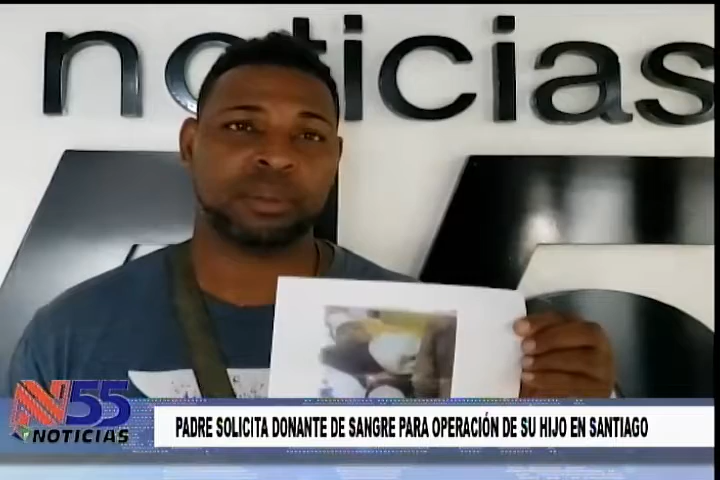 noticias
N55
NOTICIAS
PADRE SOLICITA DONANTE DE SANGRE PARA OPERACIÓN DE SU HIJO EN SANTIAGO